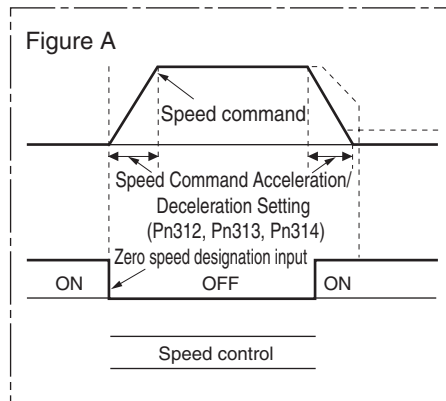 Figure A
Speed command
Speed Command Acceleration/
Deceleration Setting
(Pn312, Pn313, Pn314)
Zero speed designation input
ON OFF ON
Speed control